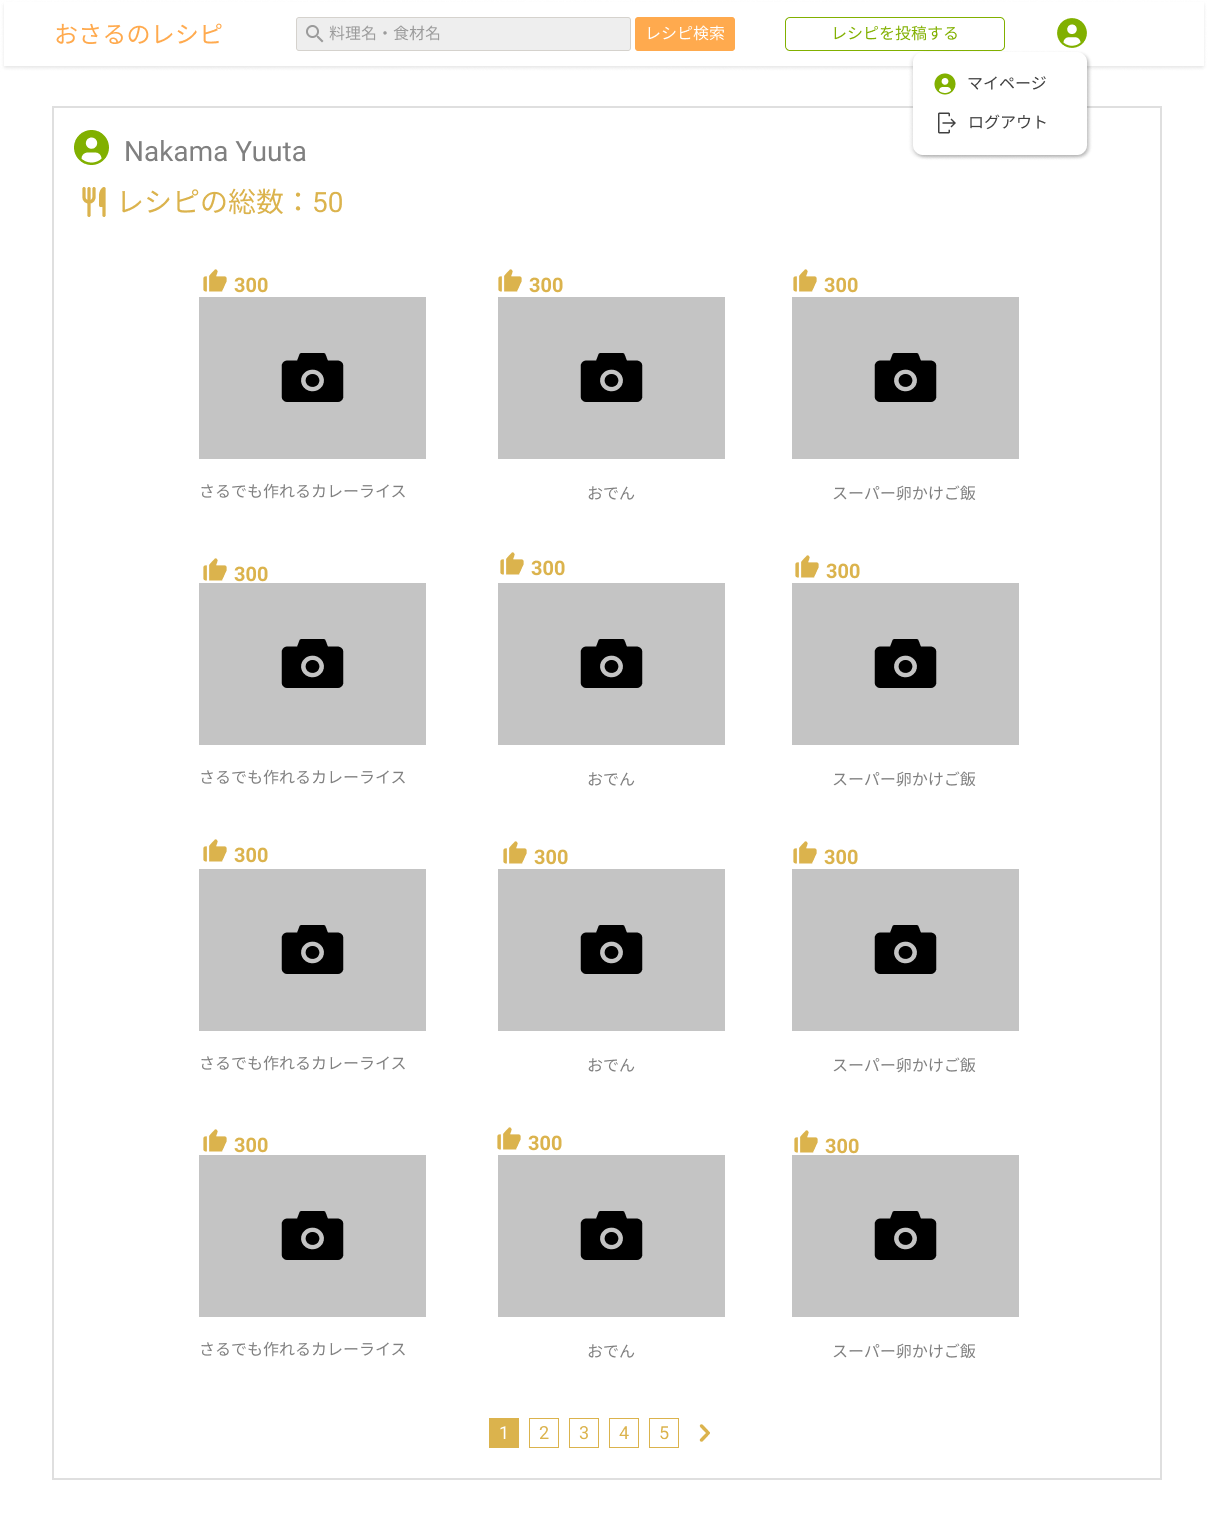 おさるのレシピ
料理名・食材名
レシピ検索
レシピを投稿する
マイページ
ログアウト
Nakama Yuuta
レシピの総数：50
300
300
300
さるでも作れるカレーライス
おでん
スーパー卵かけご飯
300
300
300
さるでも作れるカレーライス
おでん
スーパー卵かけご飯
300
300
300
さるでも作れるカレーライス
おでん
スーパー卵かけご飯
300
300
300
さるでも作れるカレーライス
おでん
スーパー卵かけご飯
1 2 3 4 5